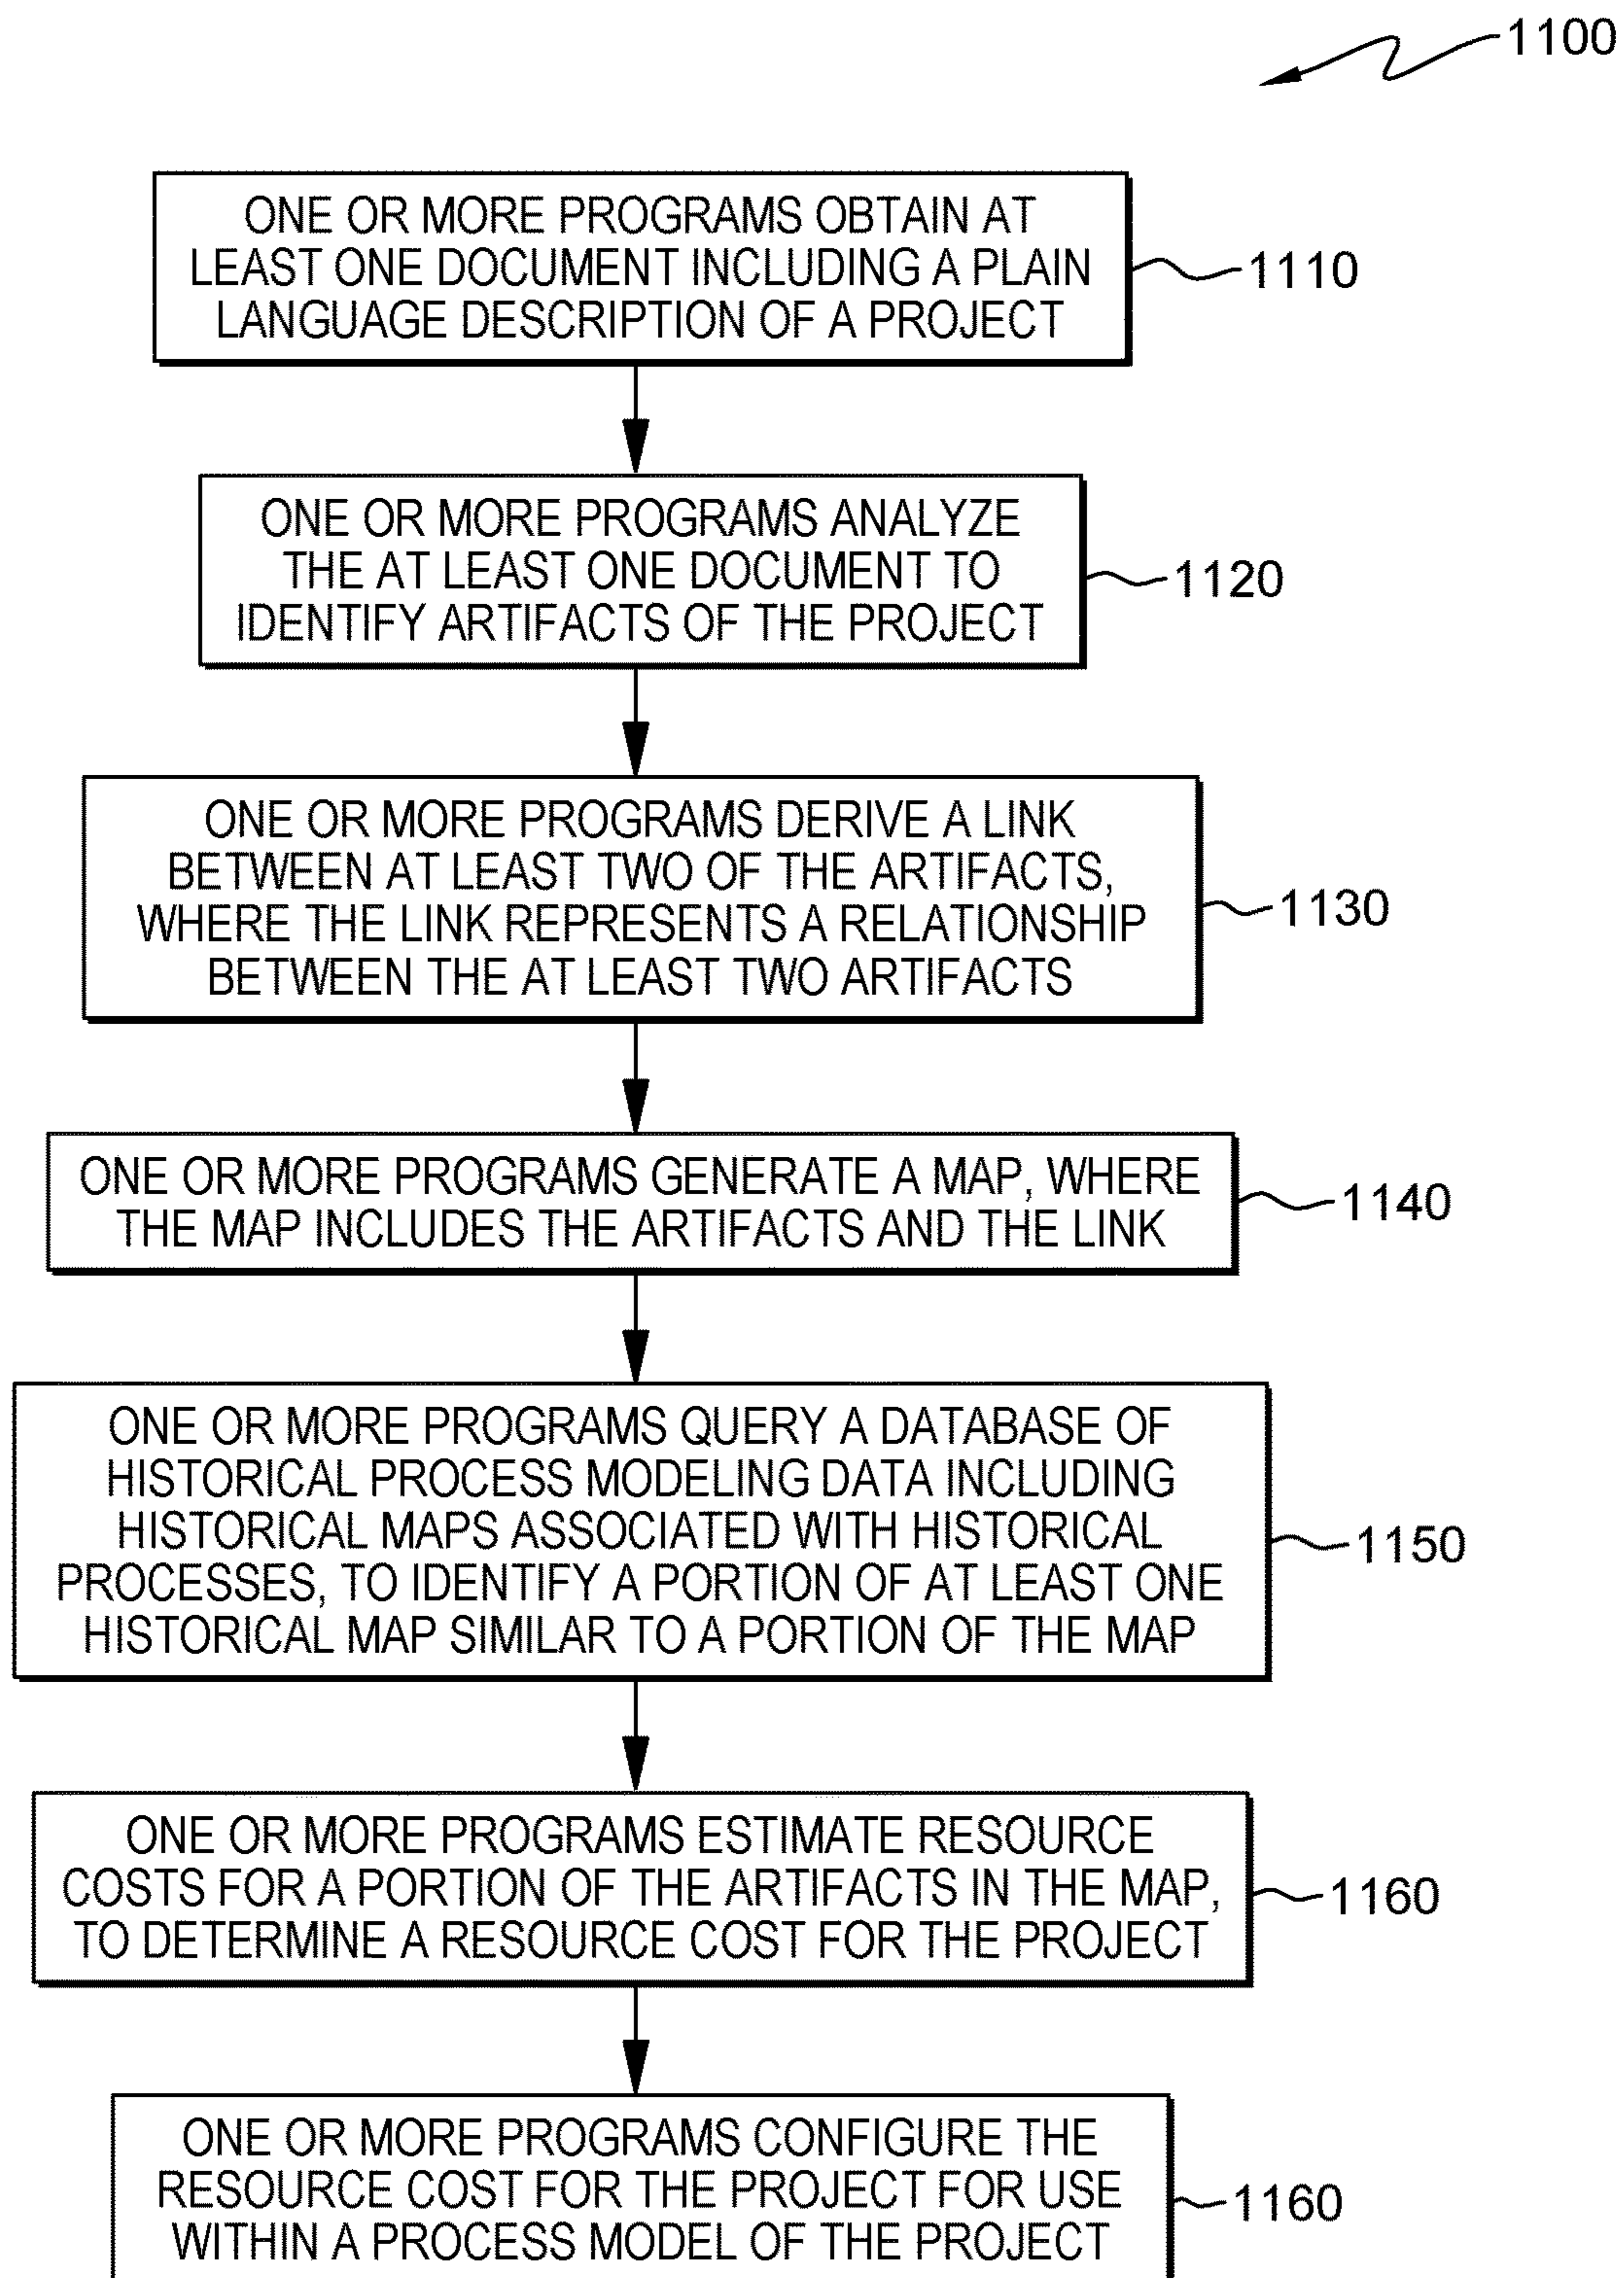 1100
ONE OR MORE PROGRAMS OBTAIN AT
LEAST ONE DOCUMENT INCLUDING A PLAIN
LANGUAGE DESCRIPTION OF A PROJECT
1110
ONE OR MORE PROGRAMS ANALYZE
THE AT LEAST ONE DOCUMENT TO
IDENTIFY ARTIFACTS OF THE PROJECT
1120
ONE OR MORE PROGRAMS DERIVE A LINK
BETWEEN AT LEAST TWO OF THE ARTIFACTS,
WHERE THE LINK REPRESENTS A RELATIONSHIP
BETWEEN THE AT LEAST TWO ARTIFACTS
1130
ONE OR MORE PROGRAMS GENERATE A MAP, WHERE
THE MAP INCLUDES THE ARTIFACTS AND THE LINK
1140
ONE OR MORE PROGRAMS QUERY A DATABASE OF
HISTORICAL PROCESS MODELING DATA INCLUDING
HISTORICAL MAPS ASSOCIATED WITH HISTORICAL
PROCESSES, TO IDENTIFY A PORTION OF AT LEAST ONE
HISTORICAL MAP SIMILAR TO A PORTION OF THE MAP
1150
ONE OR MORE PROGRAMS ESTIMATE RESOURCE
COSTS FOR A PORTION OF THE ARTIFACTS IN THE MAP,
TO DETERMINE A RESOURCE COST FOR THE PROJECT
1160
ONE OR MORE PROGRAMS CONFIGURE THE
RESOURCE COST FOR THE PROJECT FOR USE
WITHIN A PROCESS MODEL OF THE PROJECT
1160